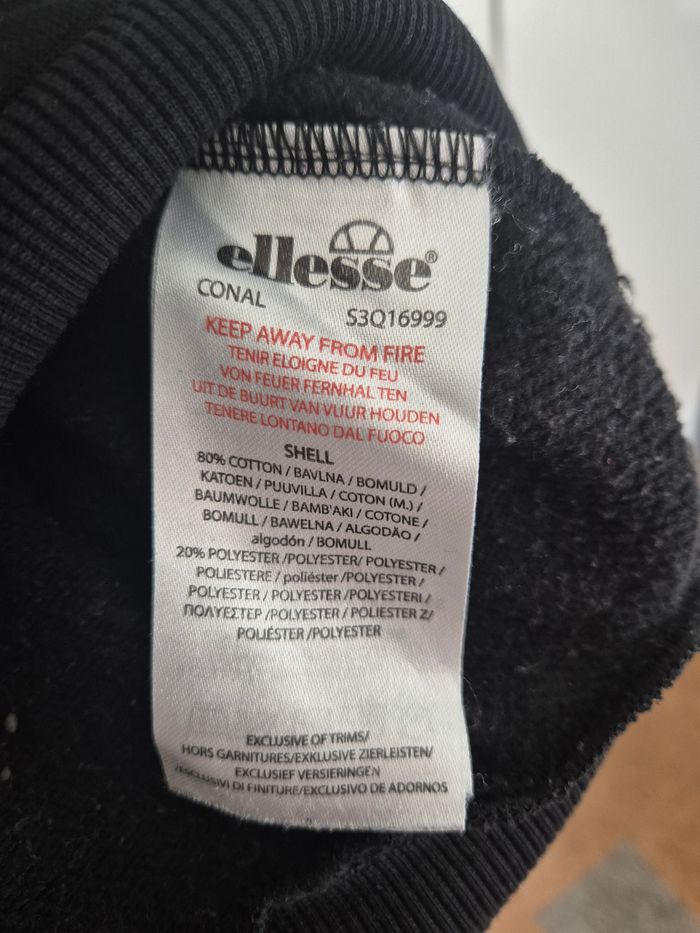 ellesse®
CONAL
S3Q16999
KEEP AWAY FROM FIRE
TENIR ELOIGNE DU FEU
VON FEUER FERNHAL TEN
UIT DE BUURT VAN VUUR HOUDEN
TENERE LONTANO DAL FUOCO
SHELL
80% COTTON / BAVLNA / BOMULD /
KATOEN / PUUVILLA / COTON (M.) /
BAUMWOLLE / BAMB'AKI / COTONE /
BOMULL / BAWELNA / ALGODÃO /
algodón / BOMULL
20% POLYESTER /POLYESTER/ POLYESTER /
POLIESTERE / poliéster /POLYESTER /
POLYESTER / POLYESTER /POLYESTERI /
ΠΟΛΥΕΣΤΕΡ /POLYESTER / POLIESTER Z/
POLIÉSTER /POLYESTER
EXCLUSIVE OF TRIMS/
HORS GARNITURES/EXKLUSIVE ZIERLEISTEN/
EXCLUSIEF VERSIERINGEN
/ESCLUSIVI DI FINITURE/EXCLUSIVO DE ADORNOS